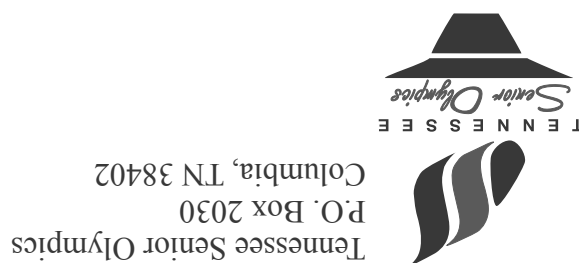 TENNESSEE
Senior Olympics
Tennessee Senior Olympics
P.O. Box 2030
Columbia, TN 38402